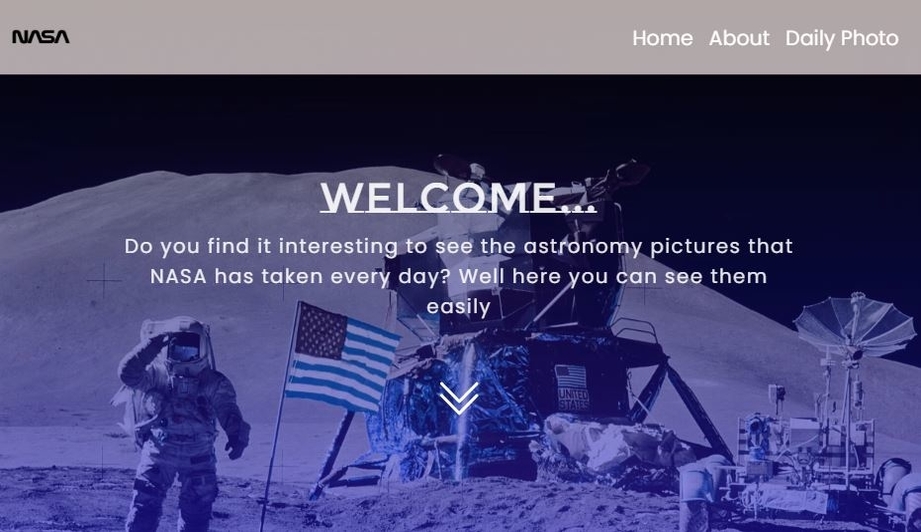 NASA
Home About Daily Photo
WELCOME...
Do you find it interesting to see the astronomy pictures that
NASA has taken every day? Well here you can see them
easily
UNITED
STATES